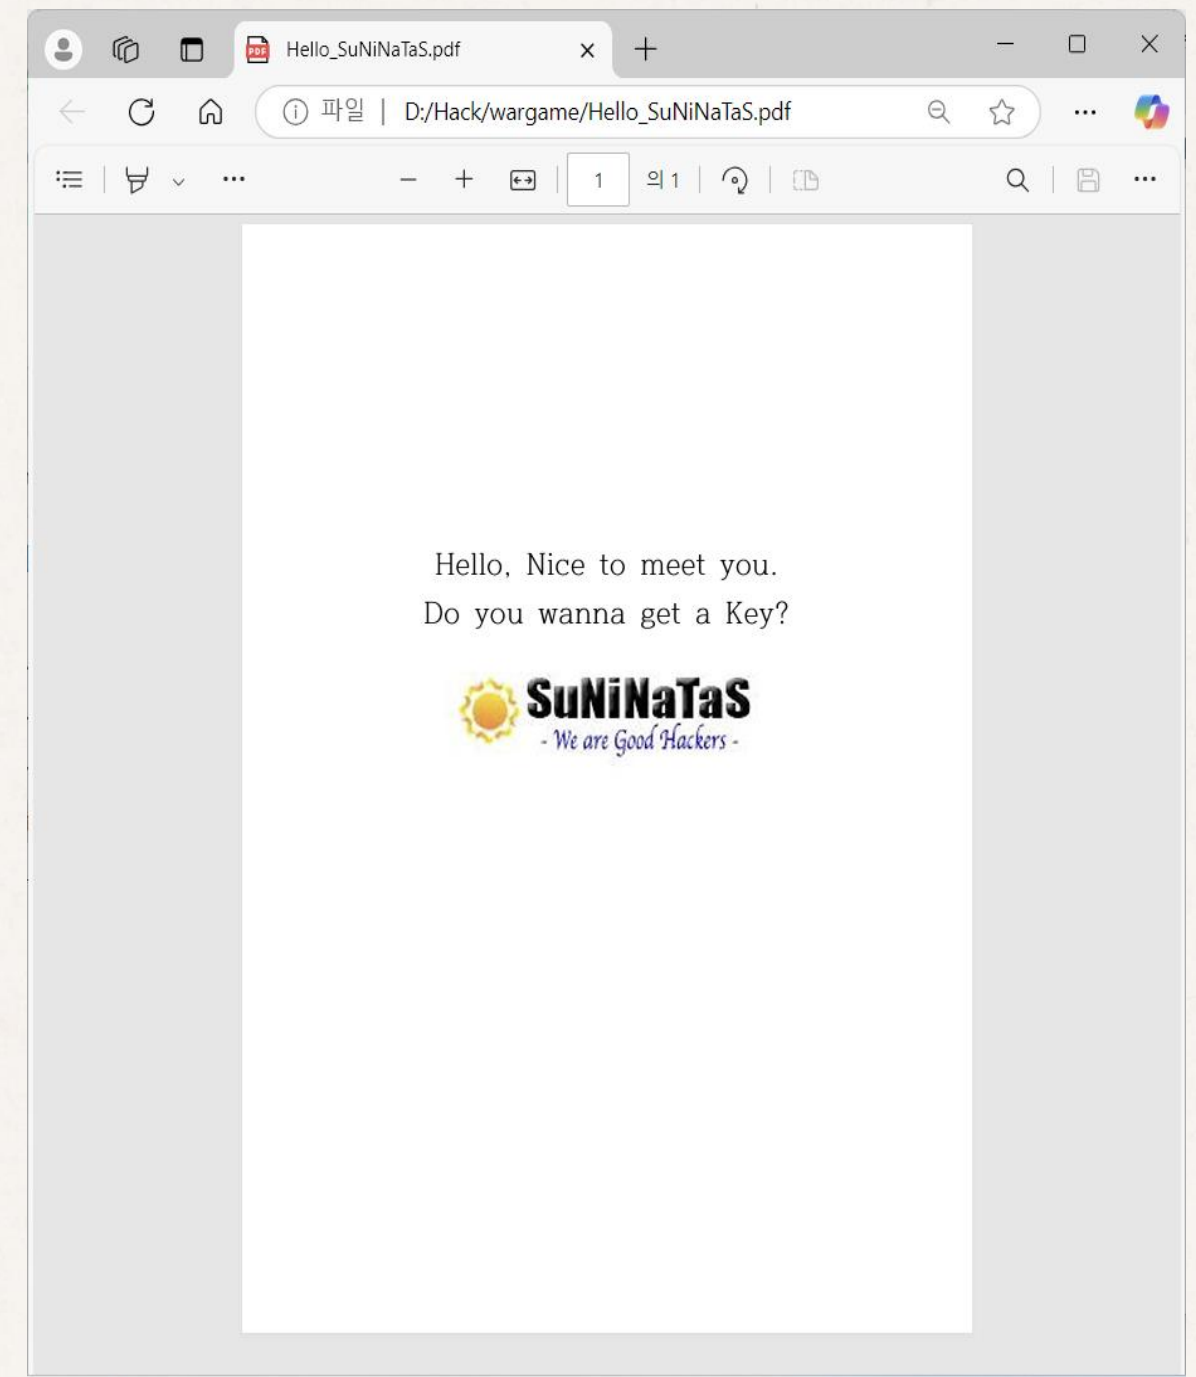 Hello_SuNiNaTaS.pdf
파일 | D:/Hack/wargame/Hello_SuNiNaTaS.pdf
1 의 1
Hello, Nice to meet you.
Do you wanna get a Key?
SuNiNaTaS
- We are Good Hackers -